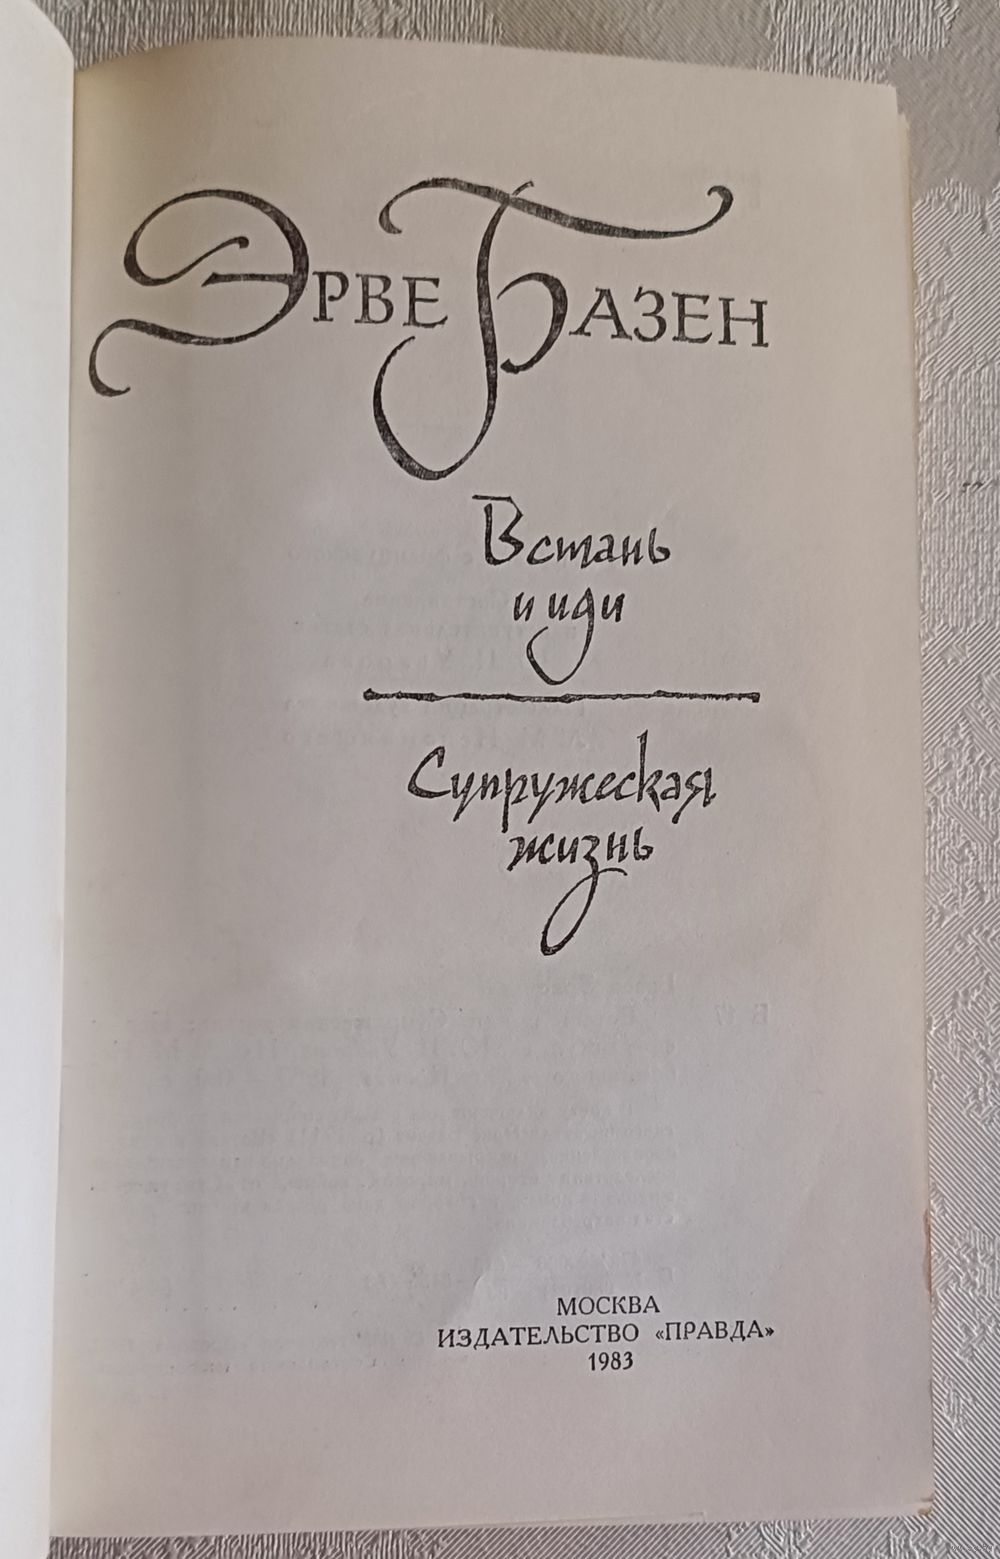 ЭРВЕ БАЗЕН
Встань
и иди
Супружеская
жизнь
МОСКВА
ИЗДАТЕЛЬСТВО «ПРАВДА»
1983